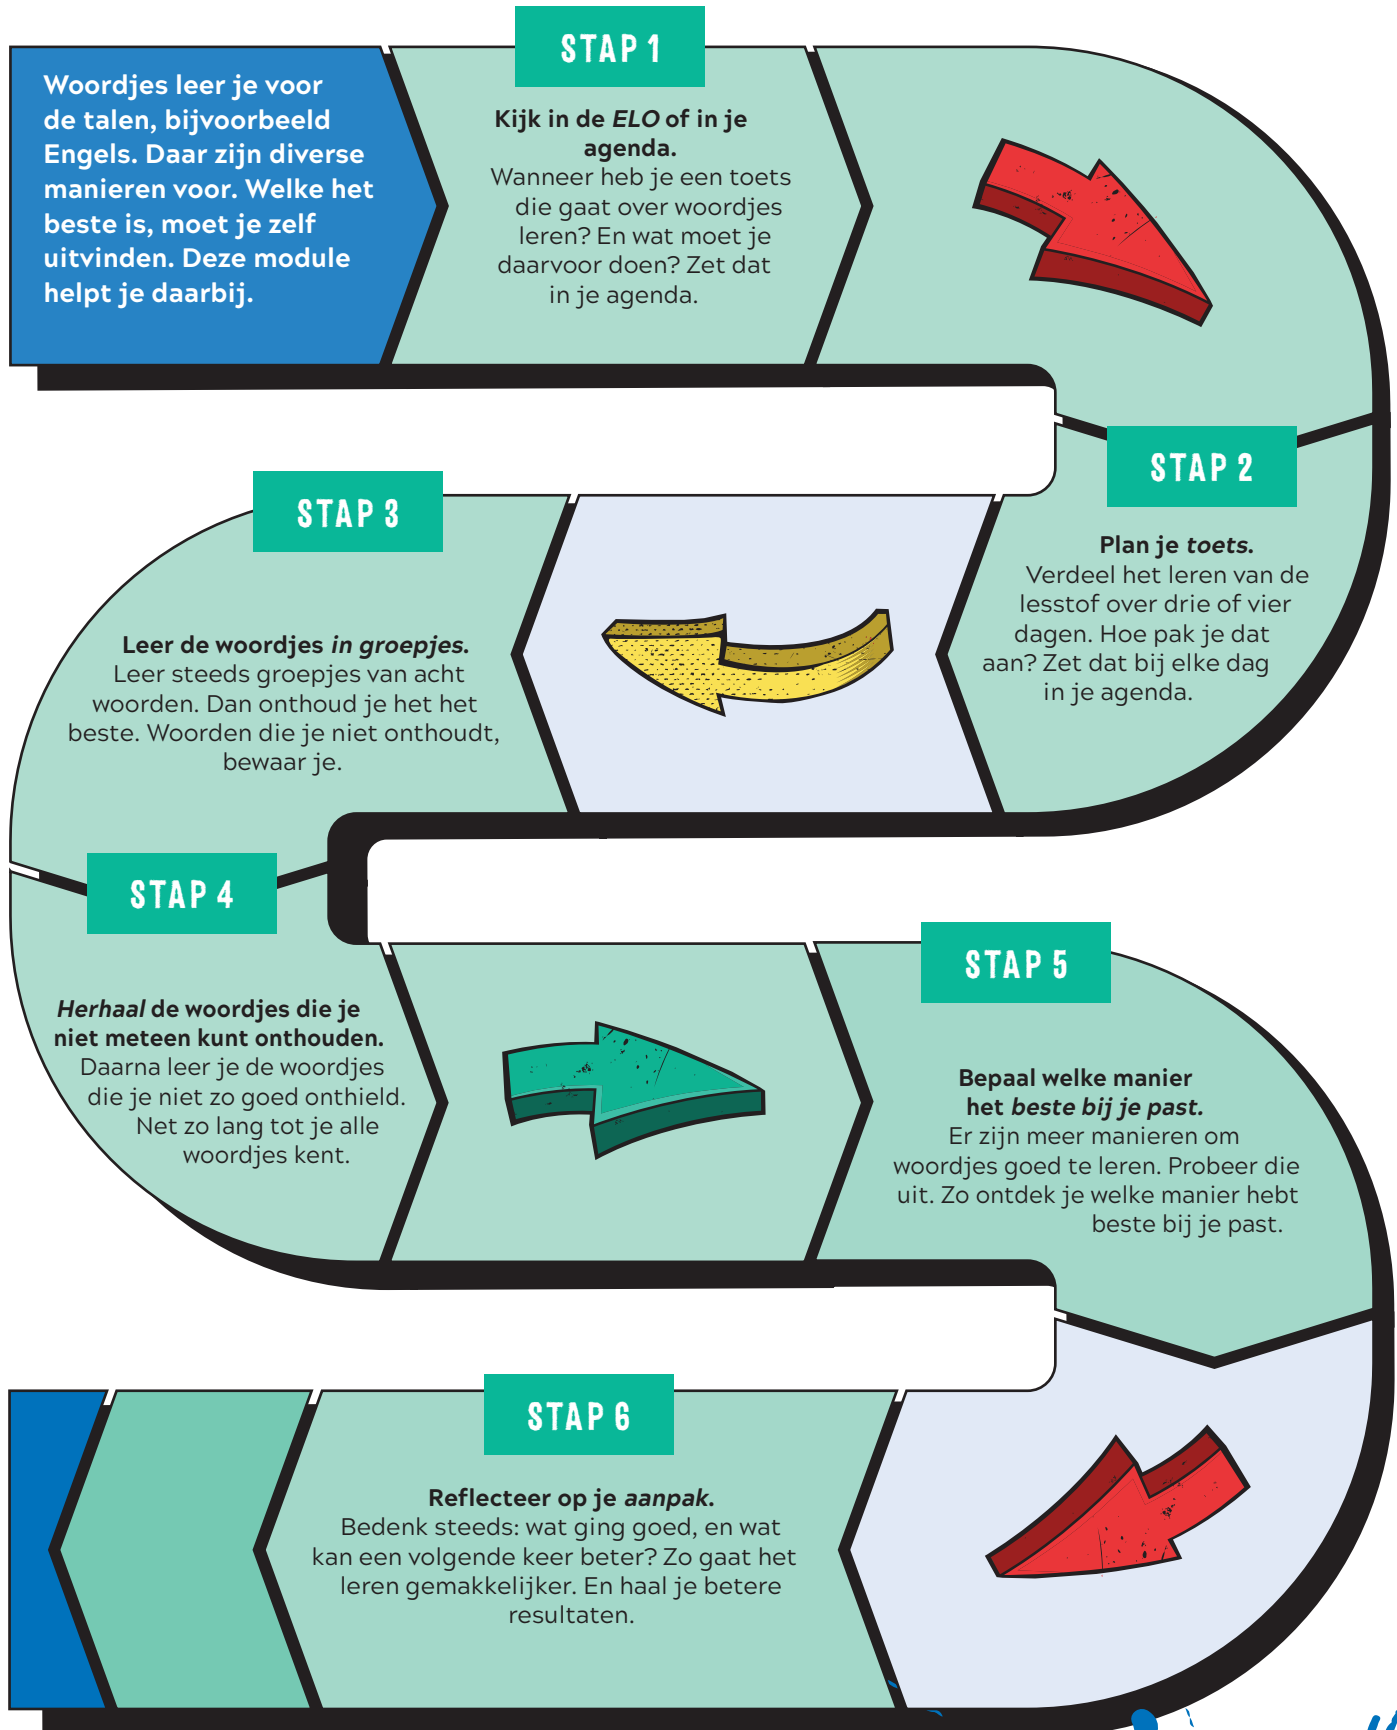 Woordjes leer je voor
de talen, bijvoorbeeld
Engels. Daar zijn diverse
manieren voor. Welke het
beste is, moet je zelf
uitvinden. Deze module
helpt je daarbij.
STAP 1
Kijk in de ELO of in je
agenda.
Wanneer heb je een toets
die gaat over woordjes
leren? En wat moet je
daarvoor doen? Zet dat
in je agenda.
STAP 2
Plan je toets.
Verdeel het leren van de
lesstof over drie of vier
dagen. Hoe pak je dat
aan? Zet dat bij elke dag
in je agenda.
STAP 3
Leer de woordjes in groepjes.
Leer steeds groepjes van acht
woorden. Dan onthoud je het het
beste. Woorden die je niet onthoudt,
bewaar je.
STAP 4
Herhaal de woordjes die je
niet meteen kunt onthouden.
Daarna leer je de woordjes
die je niet zo goed onthield.
Net zo lang tot je alle
woordjes kent.
STAP 5
Bepaal welke manier
het beste bij je past.
Er zijn meer manieren om
woordjes goed te leren. Probeer die
uit. Zo ontdek je welke manier hebt
beste bij je past.
STAP 6
Reflecteer op je aanpak.
Bedenk steeds: wat ging goed, en wat
kan een volgende keer beter? Zo gaat het
leren gemakkelijker. En haal je betere
resultaten.